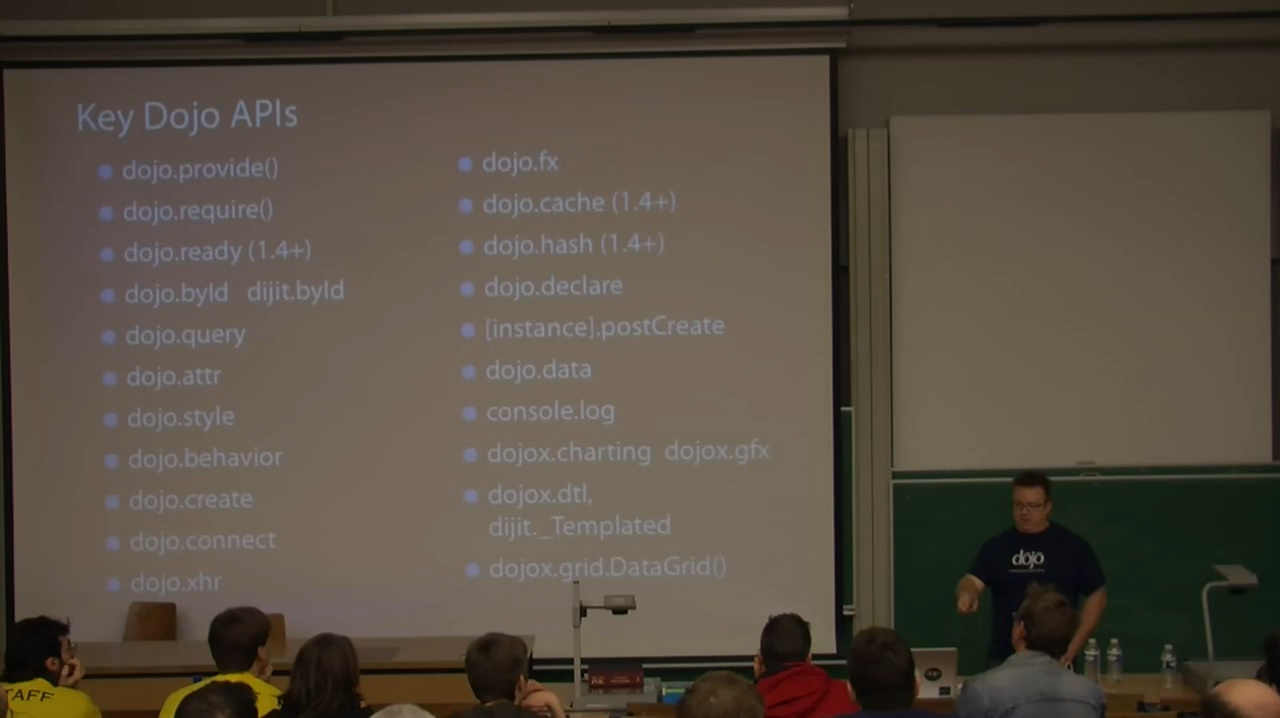 Key Dojo APIs
dojo.provide()
dojo.require()
dojo.ready (1.4+)
dojo.byId dijit.byId
dojo.query
dojo.attr
dojo.style
dojo.behavior
dojo.create
dojo.connect
dojo.xhr
dojo.fx
dojo.cache (1.4+)
dojo.hash (1.4+)
dojo.declare
[instance].postCreate
dojo.data
console.log
dojox.charting dojox.gfx
dojox.dtl,
dijit._Templated
dojox.grid.DataGrid()
dojo
TAFF